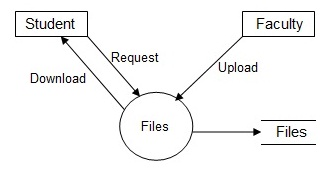 Student
Faculty
Request
Download
Upload
Files
Files